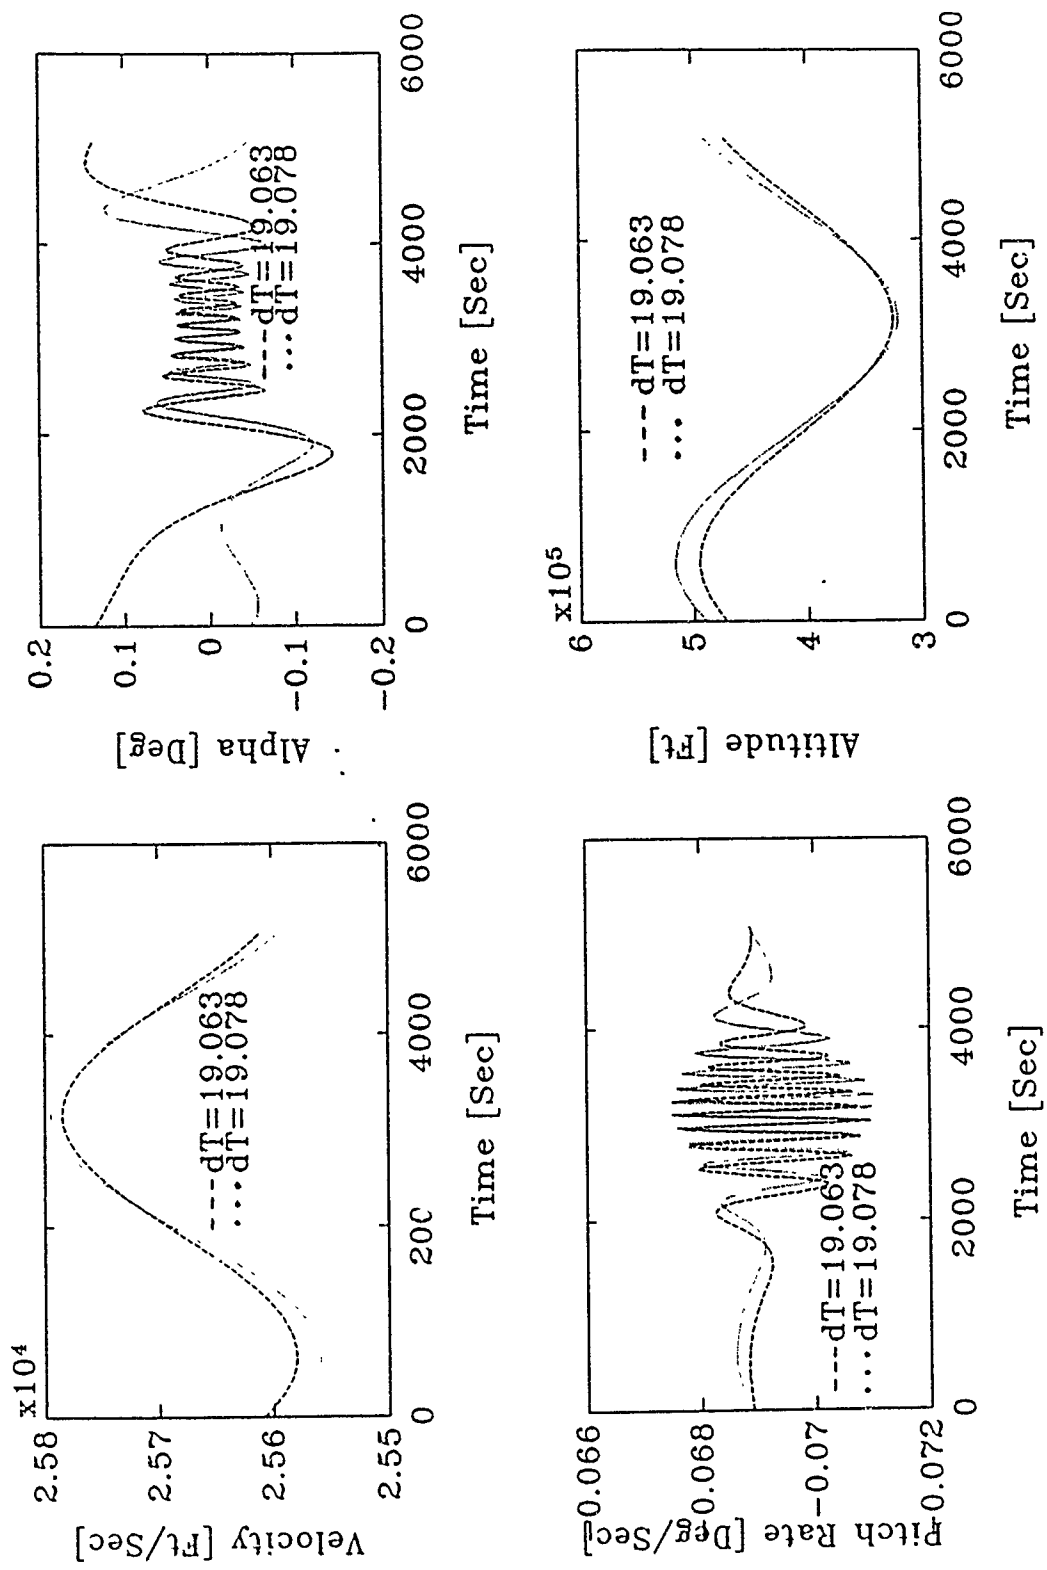 x10⁴
2.58
2.57
2.56
2.55
Velocity [Ft/Sec]
---dT=19.063
...dT=19.078
0
200
4000
6000
Time [Sec]
0.2
0.1
0
-0.1
-0.2
Alpha [Deg]
---dT=19.063
...dT=19.078
0
2000
4000
6000
Time [Sec]
-0.066
-0.068
-0.07
-0.072
Pitch Rate [Deg/Sec]
---dT=19.063
...dT=19.078
0
2000
4000
6000
Time [Sec]
x10⁵
6
5
4
3
Altitude [Ft]
---dT=19.063
... dT=19.078
0
2000
4000
6000
Time [Sec]